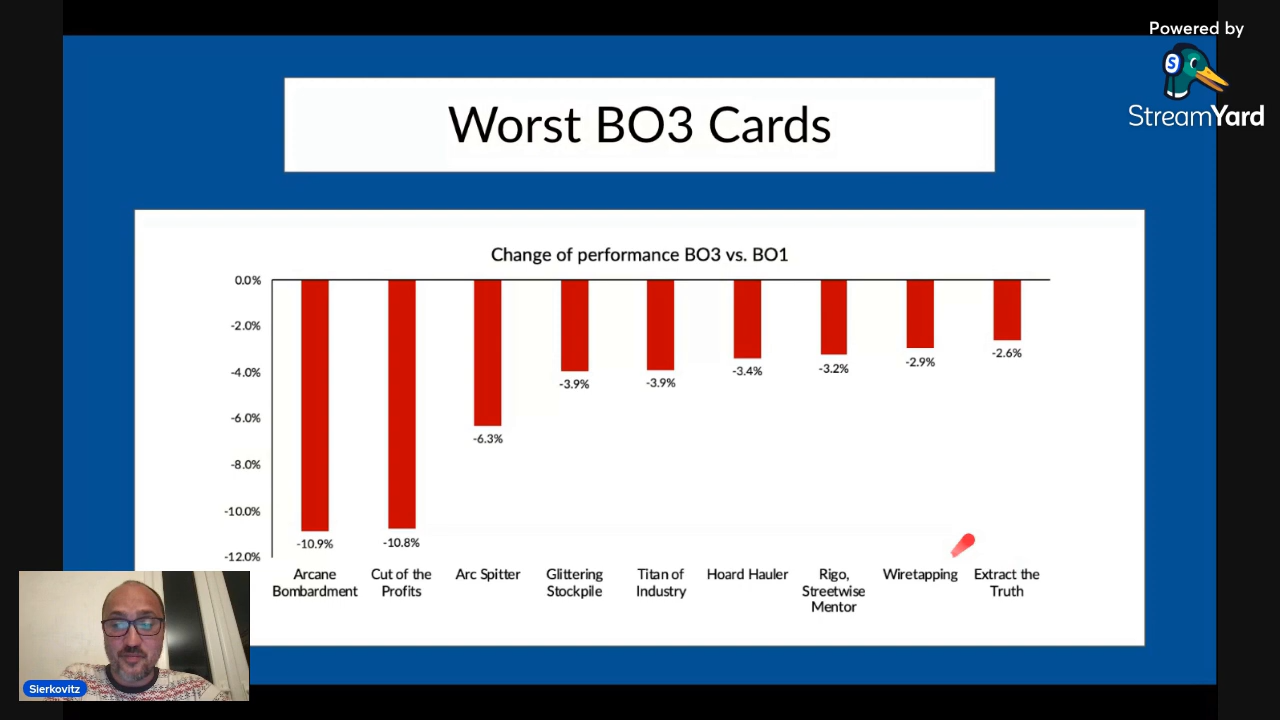 Powered by
S
StreamYard
Worst BO3 Cards
Change of performance BO3 vs. BO1
0.0%
-2.0%
-4.0%
-6.0%
-8.0%
-10.0%
-12.0%
-10.9%
-10.8%
-6.3%
-3.9%
-3.9%
-3.4%
-3.2%
-2.9%
-2.6%
Arcane
Bombardment
Cut of the
Profits
Arc Spitter
Glittering
Stockpile
Titan of
Industry
Hoard Hauler
Rigo,
Streetwise
Mentor
Wiretapping
Extract the
Truth
Sierkovitz